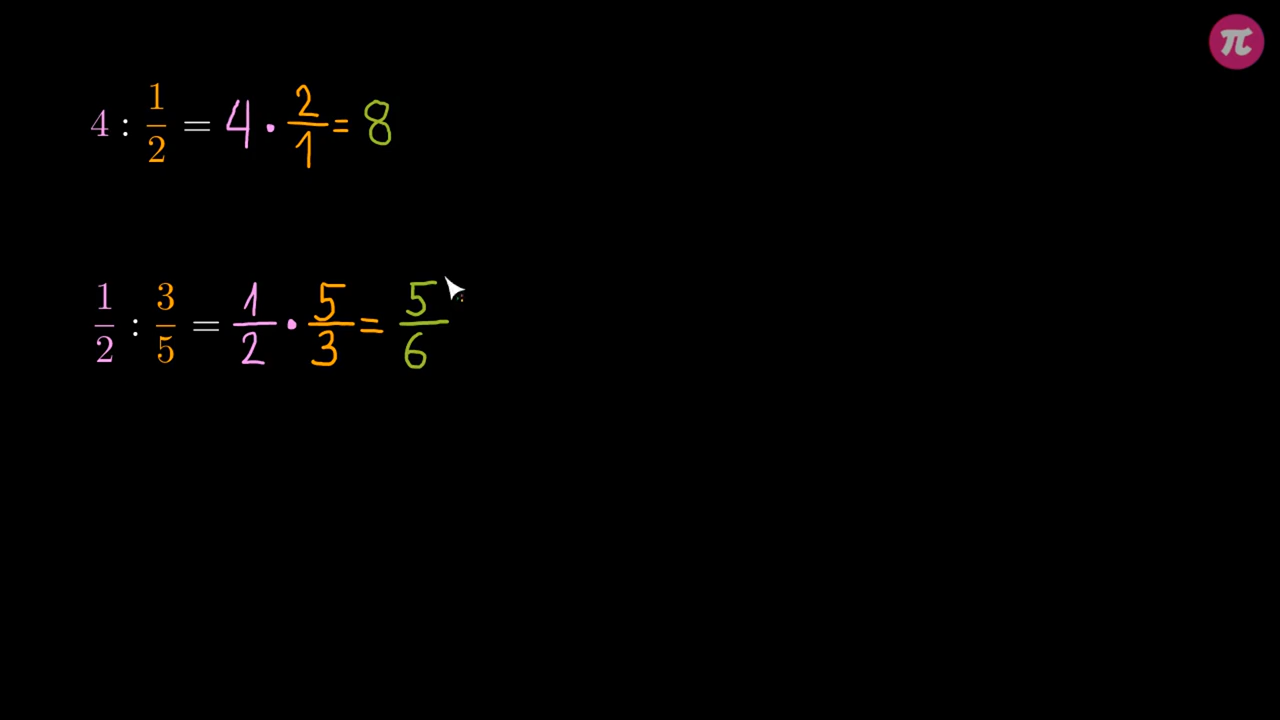 4 : 1/2 = 4 · 2/1 = 8
1/2 : 3/5 = 1/2 · 5/3 = 5/6
π